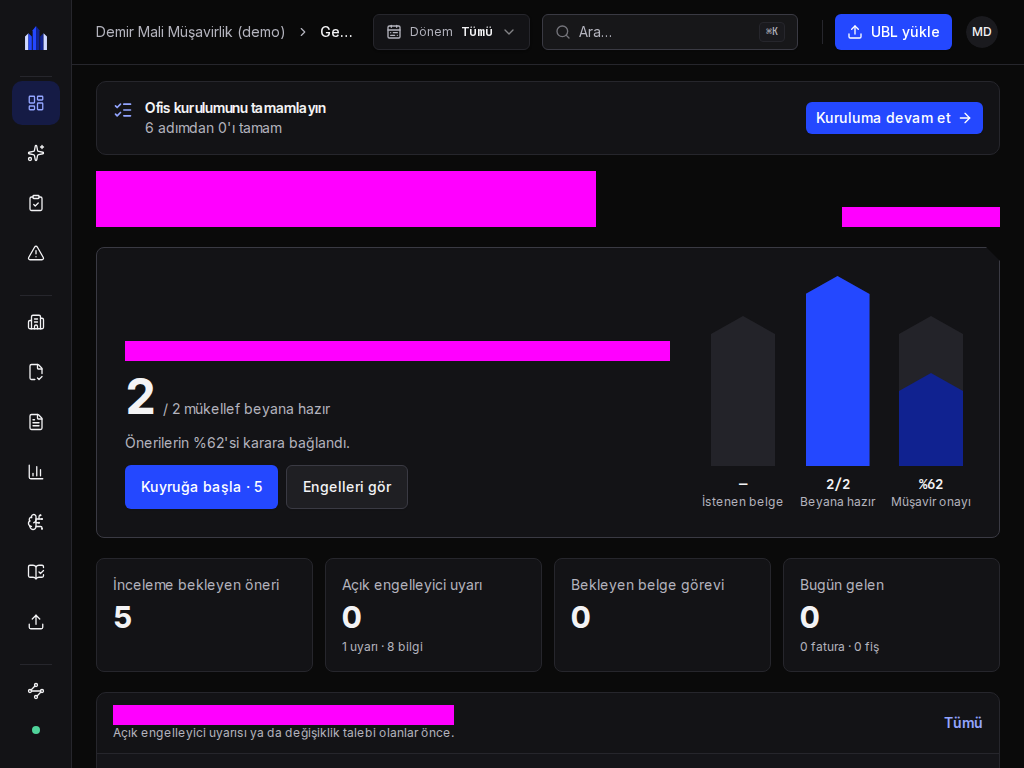 Demir Mali Müşavirlik (demo) > Ge...
Dönem Tümü
Ara...
⌘K
UBL yükle
MD
Ofis kurulumunu tamamlayın
6 adımdan 0'ı tamam
Kuruluma devam et →
2 / 2 mükellef beyana hazır
Önerilerin %62'si karara bağlandı.
Kuyruğa başla · 5
Engelleri gör
–
İstenen belge
2/2
Beyana hazır
%62
Müşavir onayı
İnceleme bekleyen öneri
5
Açık engelleyici uyarı
0
1 uyarı · 8 bilgi
Bekleyen belge görevi
0
Bugün gelen
0
0 fatura · 0 fiş
Açık engelleyici uyarısı ya da değişiklik talebi olanlar önce.
Tümü